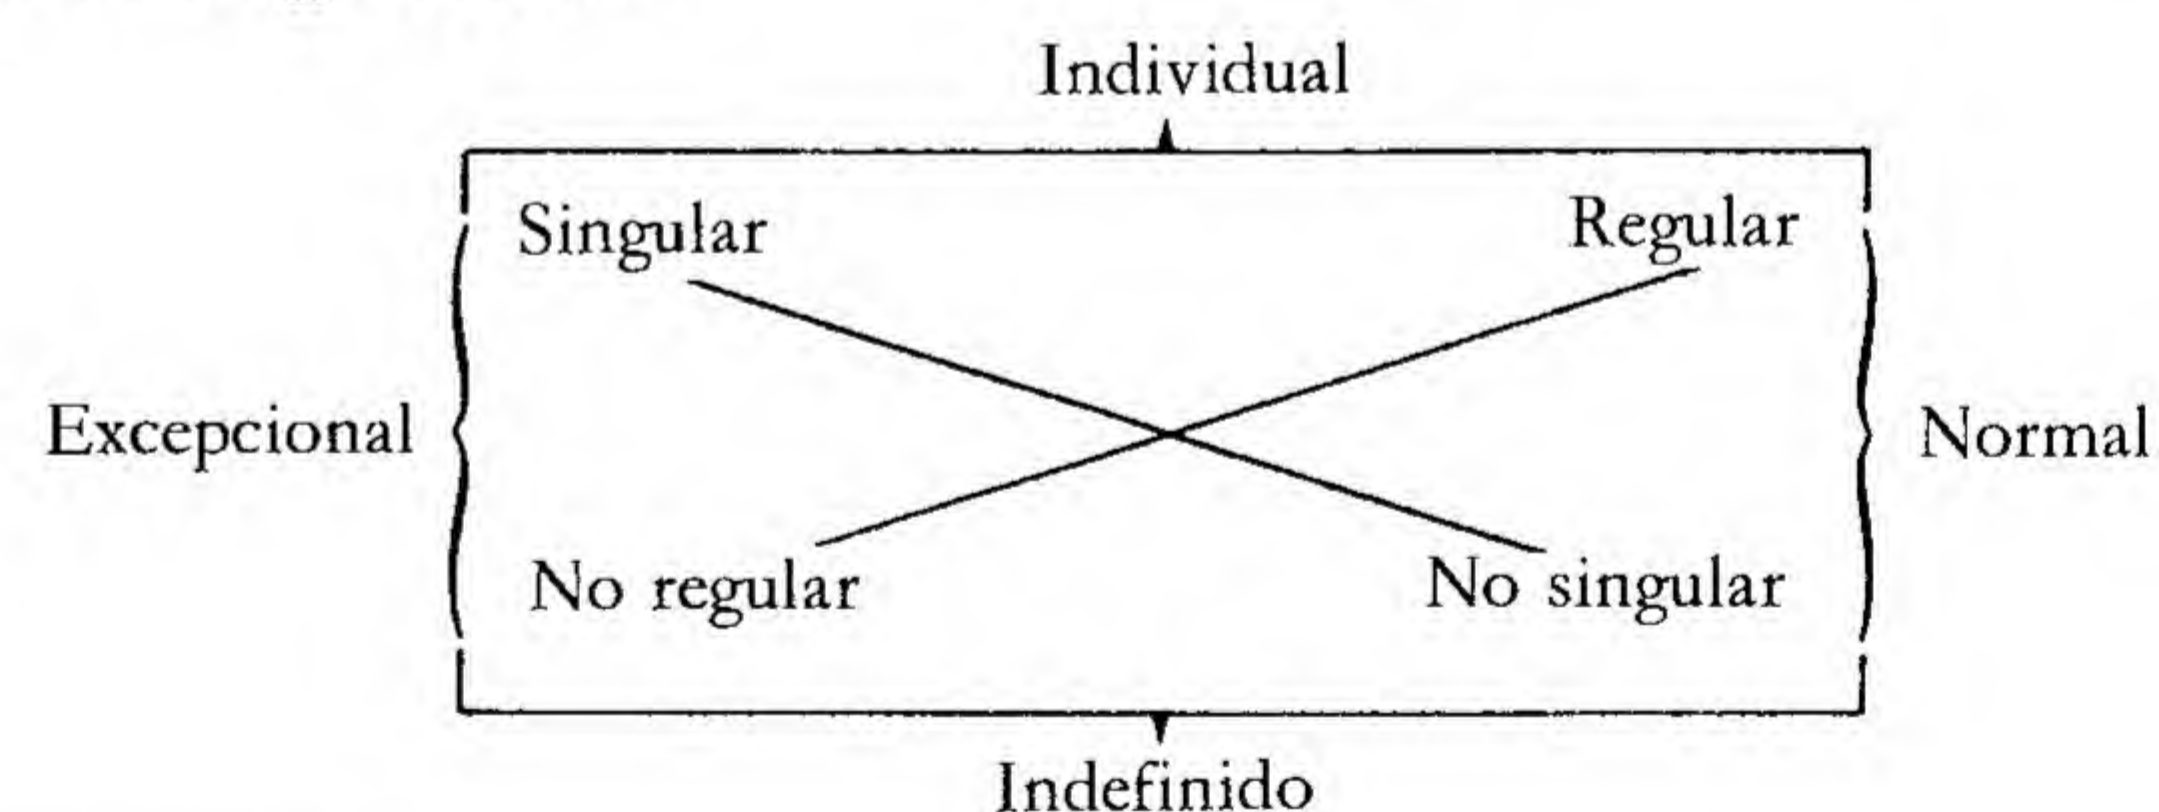 Individual
Singular Regular
Excepcional Normal
No regular No singular
Indefinido